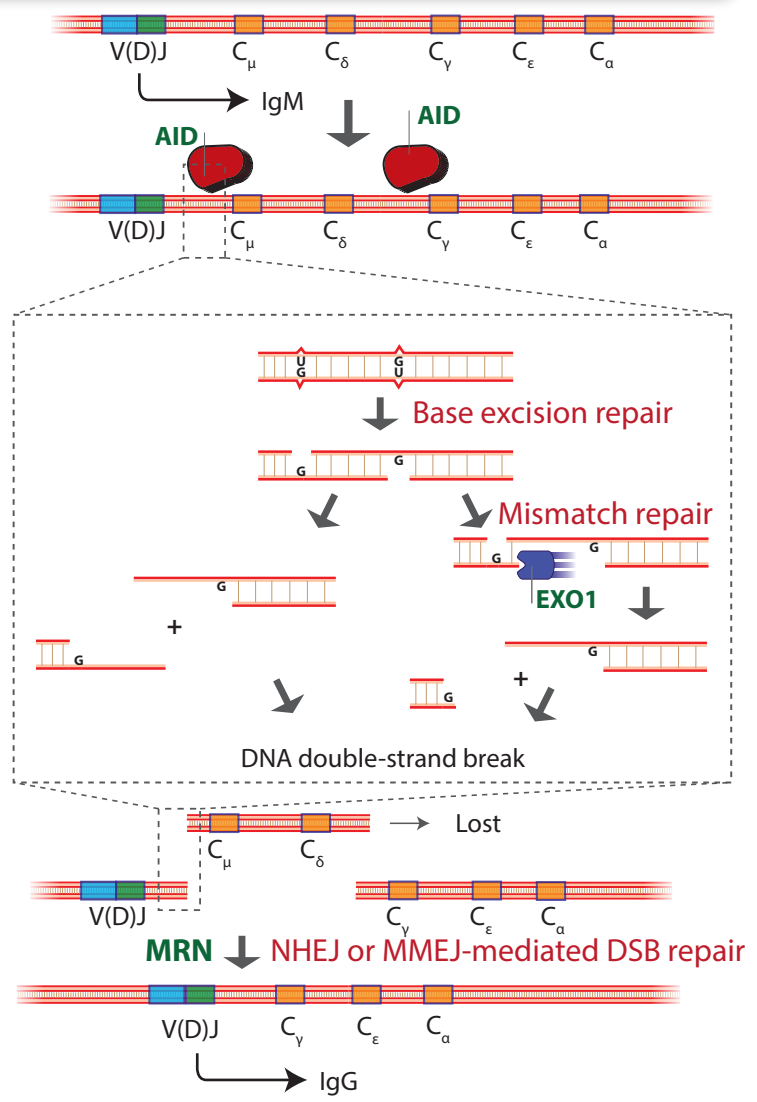 V(D)J Cμ Cδ Cγ Cε Cα
IgM
AID
AID
V(D)J Cμ Cδ Cγ Cε Cα
U G
G U
Base excision repair
G
G
Mismatch repair
G
G
EXO1
G
+
G
G
+
G
DNA double-strand break
Cμ Cδ
Lost
V(D)J
Cγ Cε Cα
MRN
NHEJ or MMEJ-mediated DSB repair
V(D)J Cγ Cε Cα
IgG